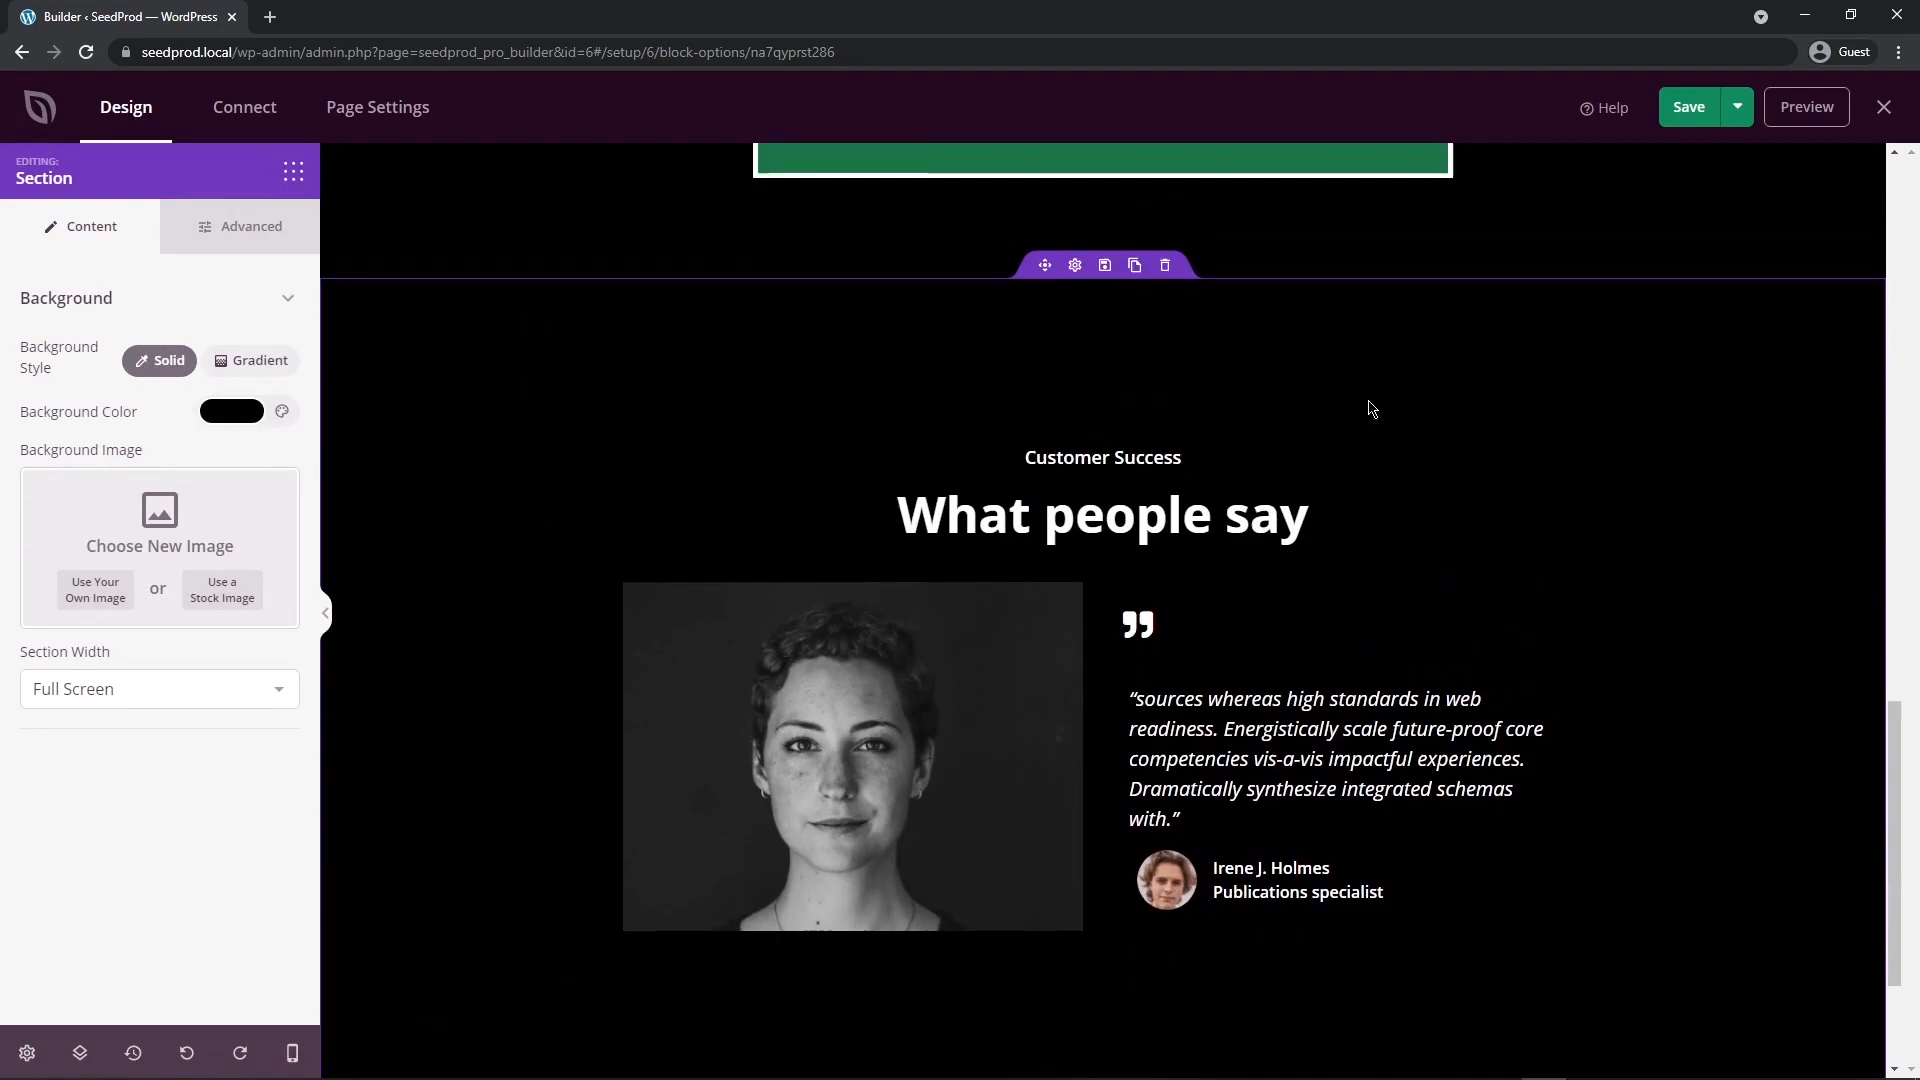 Builder ‹ SeedProd — WordPress
seedprod.local/wp-admin/admin.php?page=seedprod_pro_builder&id=6#/setup/6/block-options/na7qyprst286
Guest
Design
Connect
Page Settings
Help
Save
Preview
EDITING:
Section
Content
Advanced
Background
Background
Style
Solid
Gradient
Background Color
Background Image
Choose New Image
Use Your
Own Image
or
Use a
Stock Image
Section Width
Full Screen
Customer Success
What people say
“sources whereas high standards in web
readiness. Energistically scale future-proof core
competencies vis-a-vis impactful experiences.
Dramatically synthesize integrated schemas
with.”
Irene J. Holmes
Publications specialist